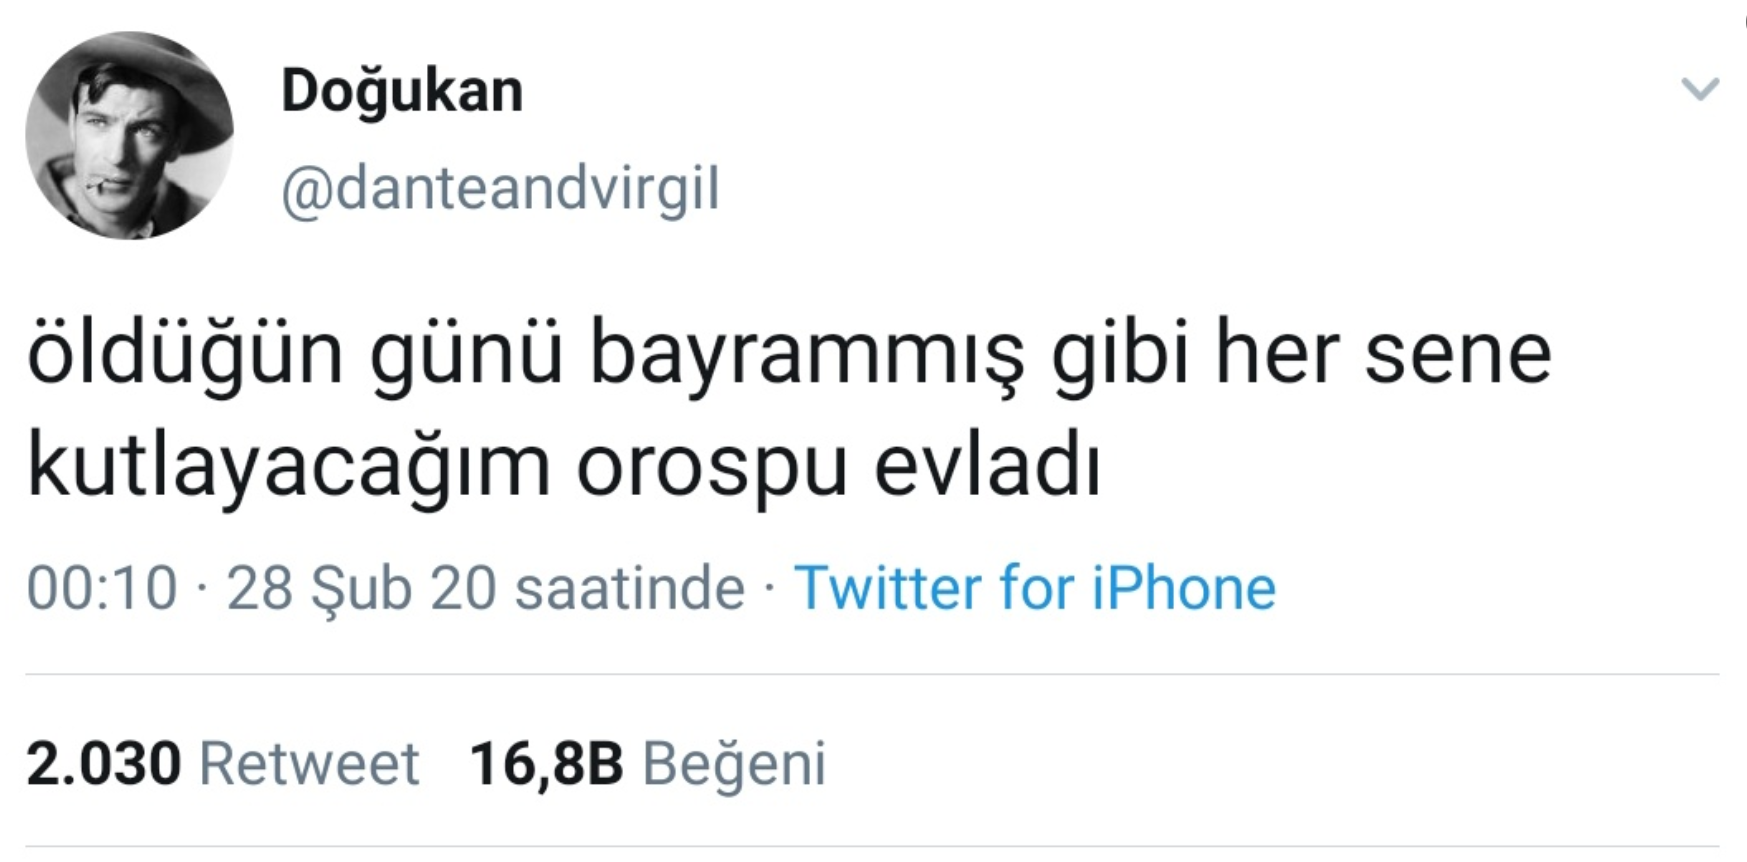 Doğukan
@danteandvirgil
öldüğün günü bayrammış gibi her sene
kutlayacağım orospu evladı
00:10 · 28 Şub 20 saatinde · Twitter for iPhone
2.030 Retweet 16,8B Beğeni